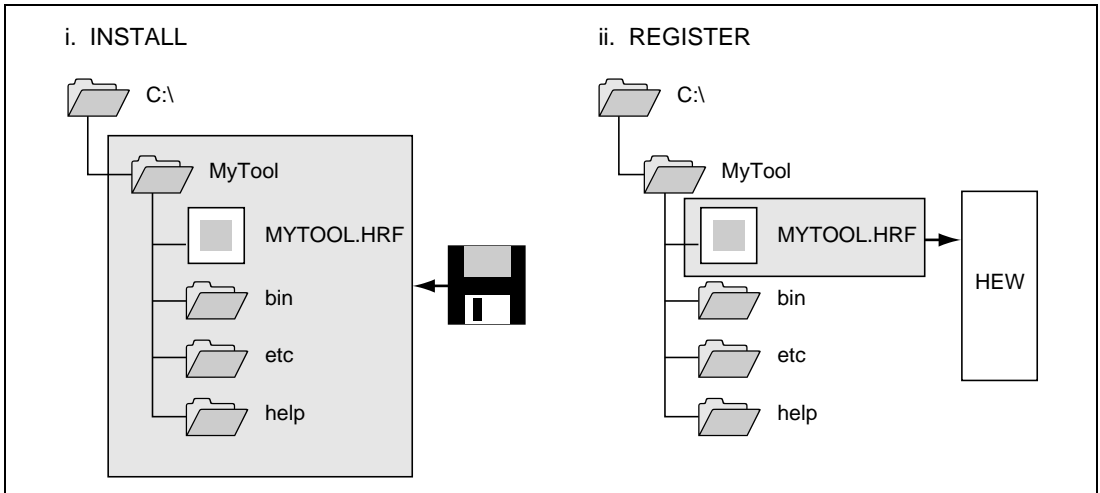 i. INSTALL
C:\
MyTool
MYTOOL.HRF
bin
etc
help
ii. REGISTER
C:\
MyTool
MYTOOL.HRF
bin
etc
help
HEW